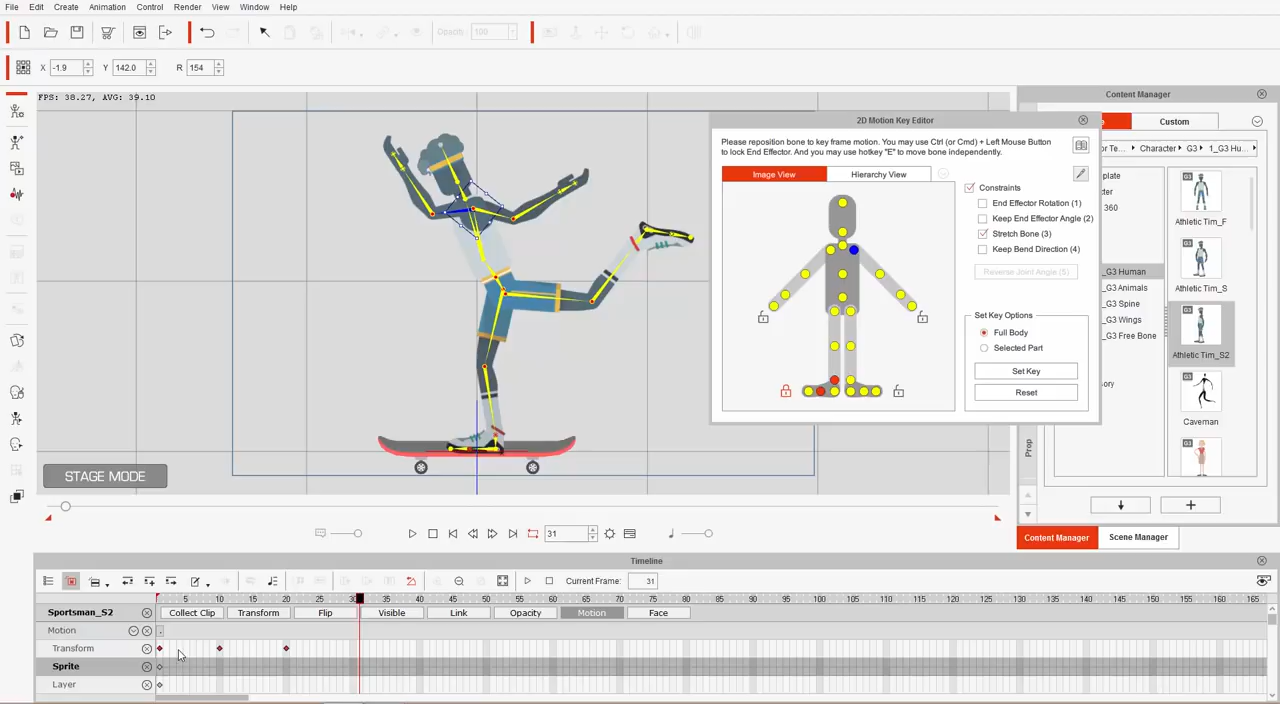 File Edit Create Animation Control Render View Window Help
Opacity: 100
X -1.9 Y 142.0 R 154
FPS: 38.27, AVG: 39.10
2D Motion Key Editor
Please reposition bone to key frame motion. You may use Ctrl (or Cmd) + Left Mouse Button
to lock End Effector. And you may use hotkey "E" to move bone independently.
Image View Hierarchy View
Constraints
End Effector Rotation (1)
Keep End Effector Angle (2)
Stretch Bone (3)
Keep Bend Direction (4)
Reverse Joint Angle (5)
Set Key Options
Full Body
Selected Part
Set Key
Reset
Content Manager
Custom
Character G3 1_G3 Hu...
360
_G3 Human
_G3 Animals
_G3 Spine
_G3 Wings
_G3 Free Bone
G3
Athletic Tim_F
G3
Athletic Tim_S
G3
Athletic Tim_S2
G3
Caveman
G3
Prop
Content Manager Scene Manager
STAGE MODE
31
Timeline
Current Frame: 31
5 10 15 20 25 30 35 40 45 50 55 60 65 70 75 80 85 90 95 100 105 110 115 120 125 130 135 140 145 150 155 160 165
Sportsman_S2 Collect Clip Transform Flip Visible Link Opacity Motion Face
Motion
Transform
Sprite
Layer